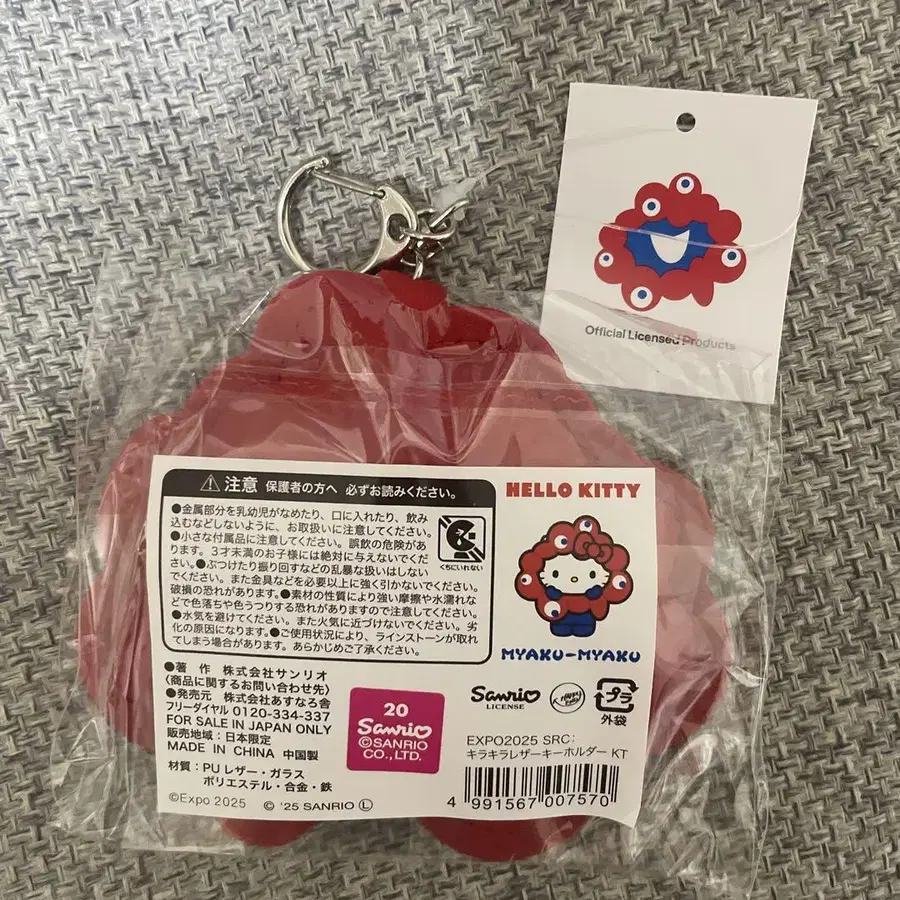 Official Licensed Products
注意 保護者の方へ 必ずお読みください。
●金属部分を乳幼児がなめたり、口に入れたり、飲み
込むなどしないように、お取扱いに注意してください。
●小さな付属品に注意してください。誤飲の危険があ
ります。3才未満のお子様には絶対に与えないでくだ
さい。●ぶつけたり振り回すなどの乱暴な扱いはしない
でください。また金具などを必要以上に強く引かないでください。
破損の恐れがあります。●素材の性質により強い摩擦や水濡れな
どで色落ちや色うつりする恐れがありますので注意してください。
●水気を避けてください。また火気に近づけないでください。劣
化の原因になります。●ご使用状況により、ラインストーンが取れ
てしまう場合があります。あらかじめご了承ください。
くちにいれない
HELLO KITTY
MYAKU-MYAKU
●著 作 株式会社サンリオ
〈商品に関するお問い合わせ先〉
●発売元 株式会社あすなろ舎
フリーダイヤル 0120-334-337
FOR SALE IN JAPAN ONLY
販売地域:日本限定
MADE IN CHINA 中国製
材質:PU レザー・ガラス
ポリエステル・合金・鉄
©Expo 2025 © '25 SANRIO Ⓛ
20
Sanrio
©SANRIO
CO., LTD.
Sanrio
LICENSE
プラ
外袋
EXPO2025 SRC:
キラキラレザーキーホルダー KT
4 991567 007570